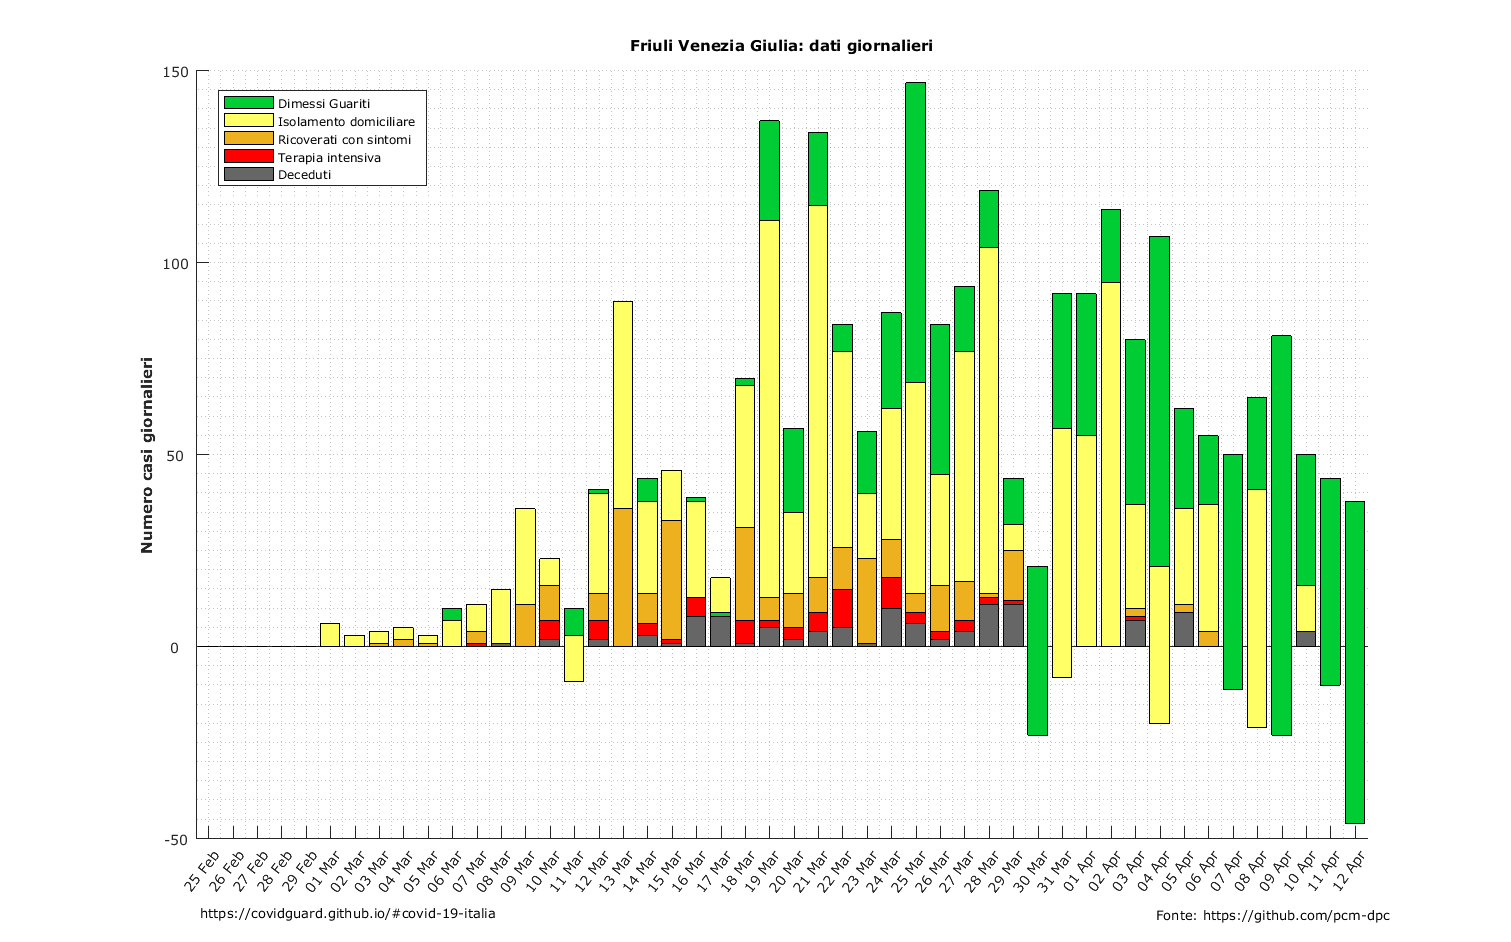 Friuli Venezia Giulia: dati giornalieri
Dimessi Guariti
Isolamento domiciliare
Ricoverati con sintomi
Terapia intensiva
Deceduti
Numero casi giornalieri
150
100
50
0
-50
25 Feb
26 Feb
27 Feb
28 Feb
29 Feb
01 Mar
02 Mar
03 Mar
04 Mar
05 Mar
06 Mar
07 Mar
08 Mar
09 Mar
10 Mar
11 Mar
12 Mar
13 Mar
14 Mar
15 Mar
16 Mar
17 Mar
18 Mar
19 Mar
20 Mar
21 Mar
22 Mar
23 Mar
24 Mar
25 Mar
26 Mar
27 Mar
28 Mar
29 Mar
30 Mar
31 Mar
01 Apr
02 Apr
03 Apr
04 Apr
05 Apr
06 Apr
07 Apr
08 Apr
09 Apr
10 Apr
11 Apr
12 Apr
https://covidguard.github.io/#covid-19-italia
Fonte: https://github.com/pcm-dpc